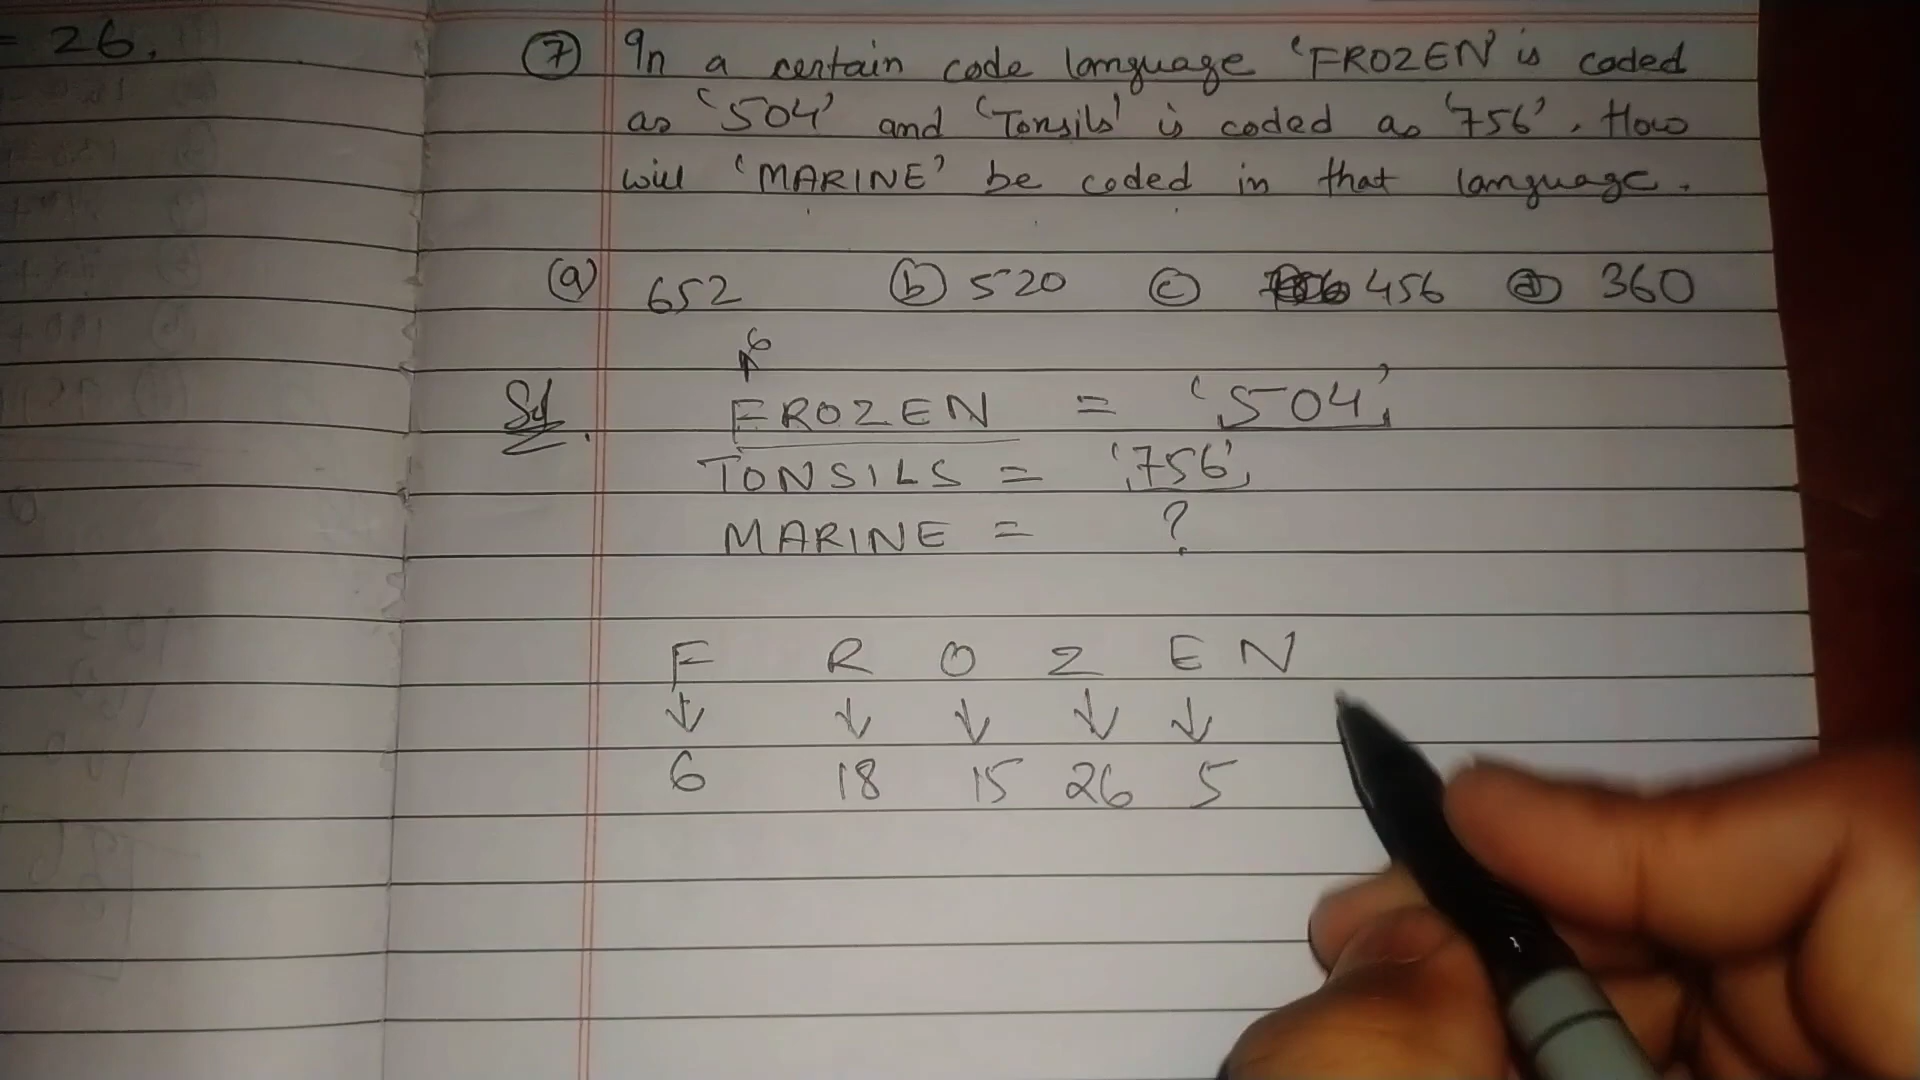 = 26.
7 In a certain code language 'FROZEN' is coded
as '504' and 'Tonsils' is coded as '756'. How
will 'MARINE' be coded in that language.
(a) 652 (b) 520 (c) 456 (d) 360
6
Sol. FROZEN = '504'
TONSILS = '756'
MARINE = ?
F R O Z E N
↓ ↓ ↓ ↓ ↓
6 18 15 26 5